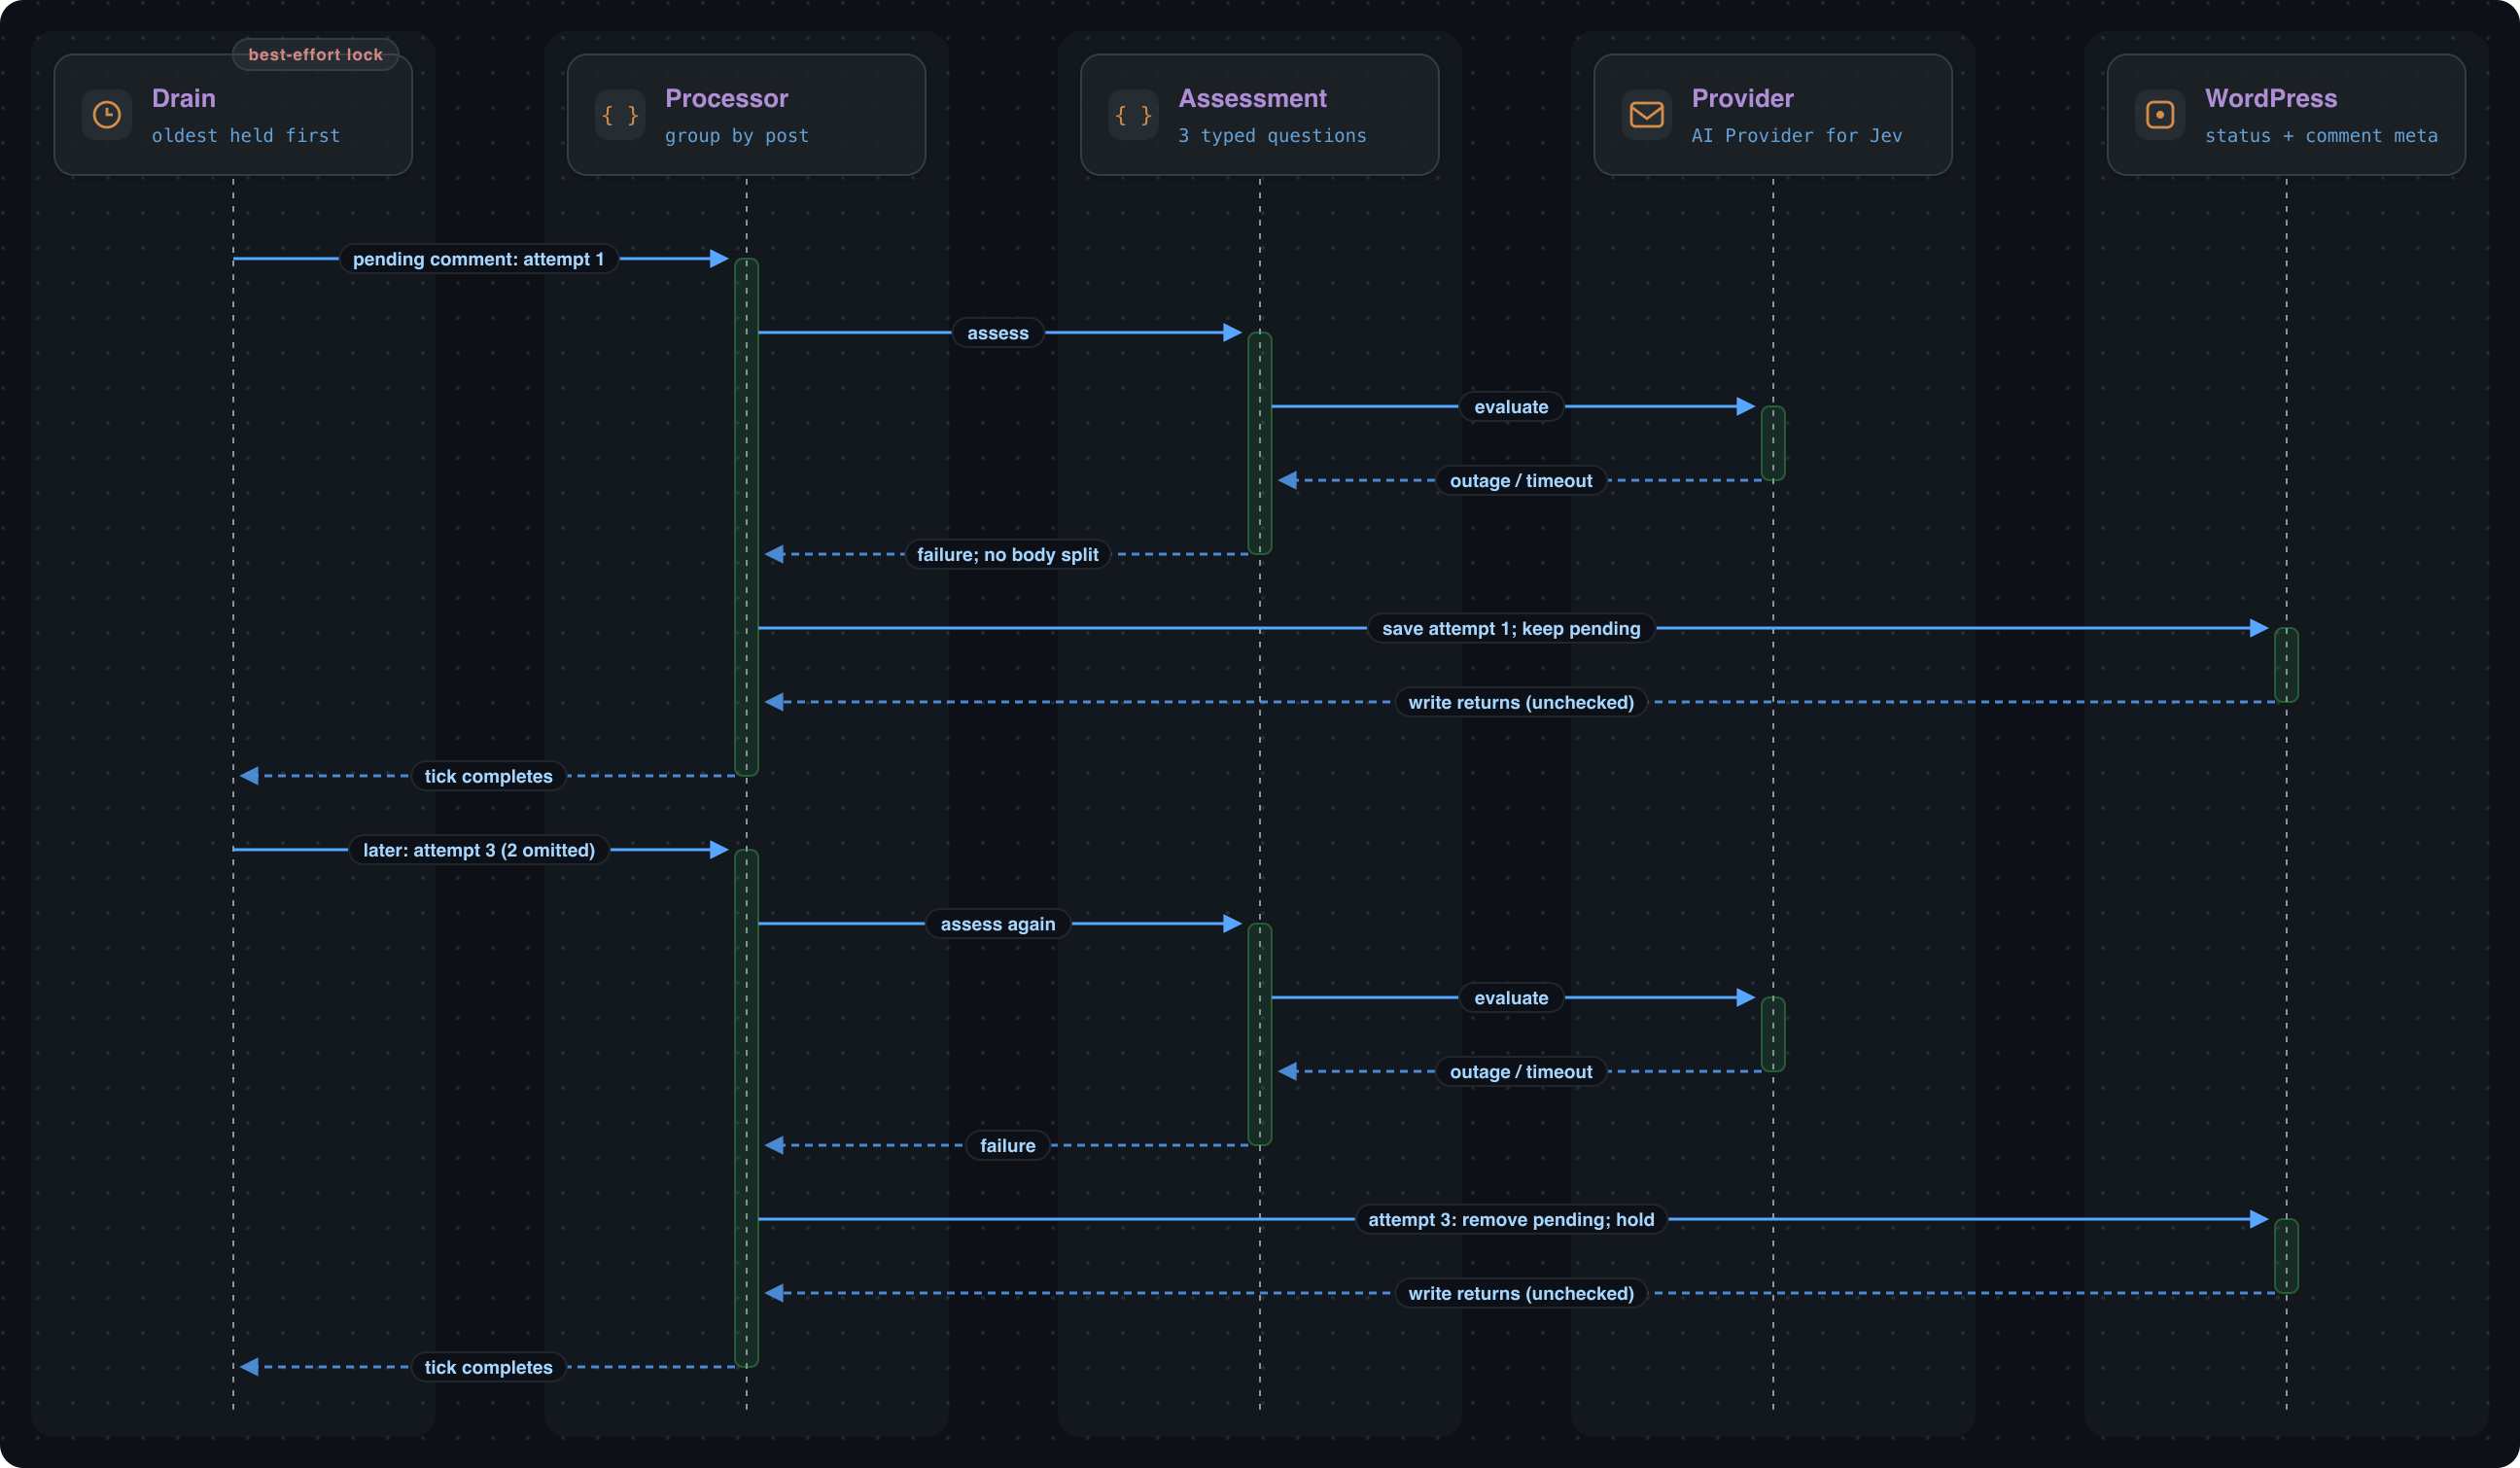 best-effort lock
Drain
oldest held first
{ }
Processor
group by post
{ }
Assessment
3 typed questions
Provider
AI Provider for Jev
WordPress
status + comment meta
pending comment: attempt 1
assess
evaluate
outage / timeout
failure; no body split
save attempt 1; keep pending
write returns (unchecked)
tick completes
later: attempt 3 (2 omitted)
assess again
evaluate
outage / timeout
failure
attempt 3: remove pending; hold
write returns (unchecked)
tick completes